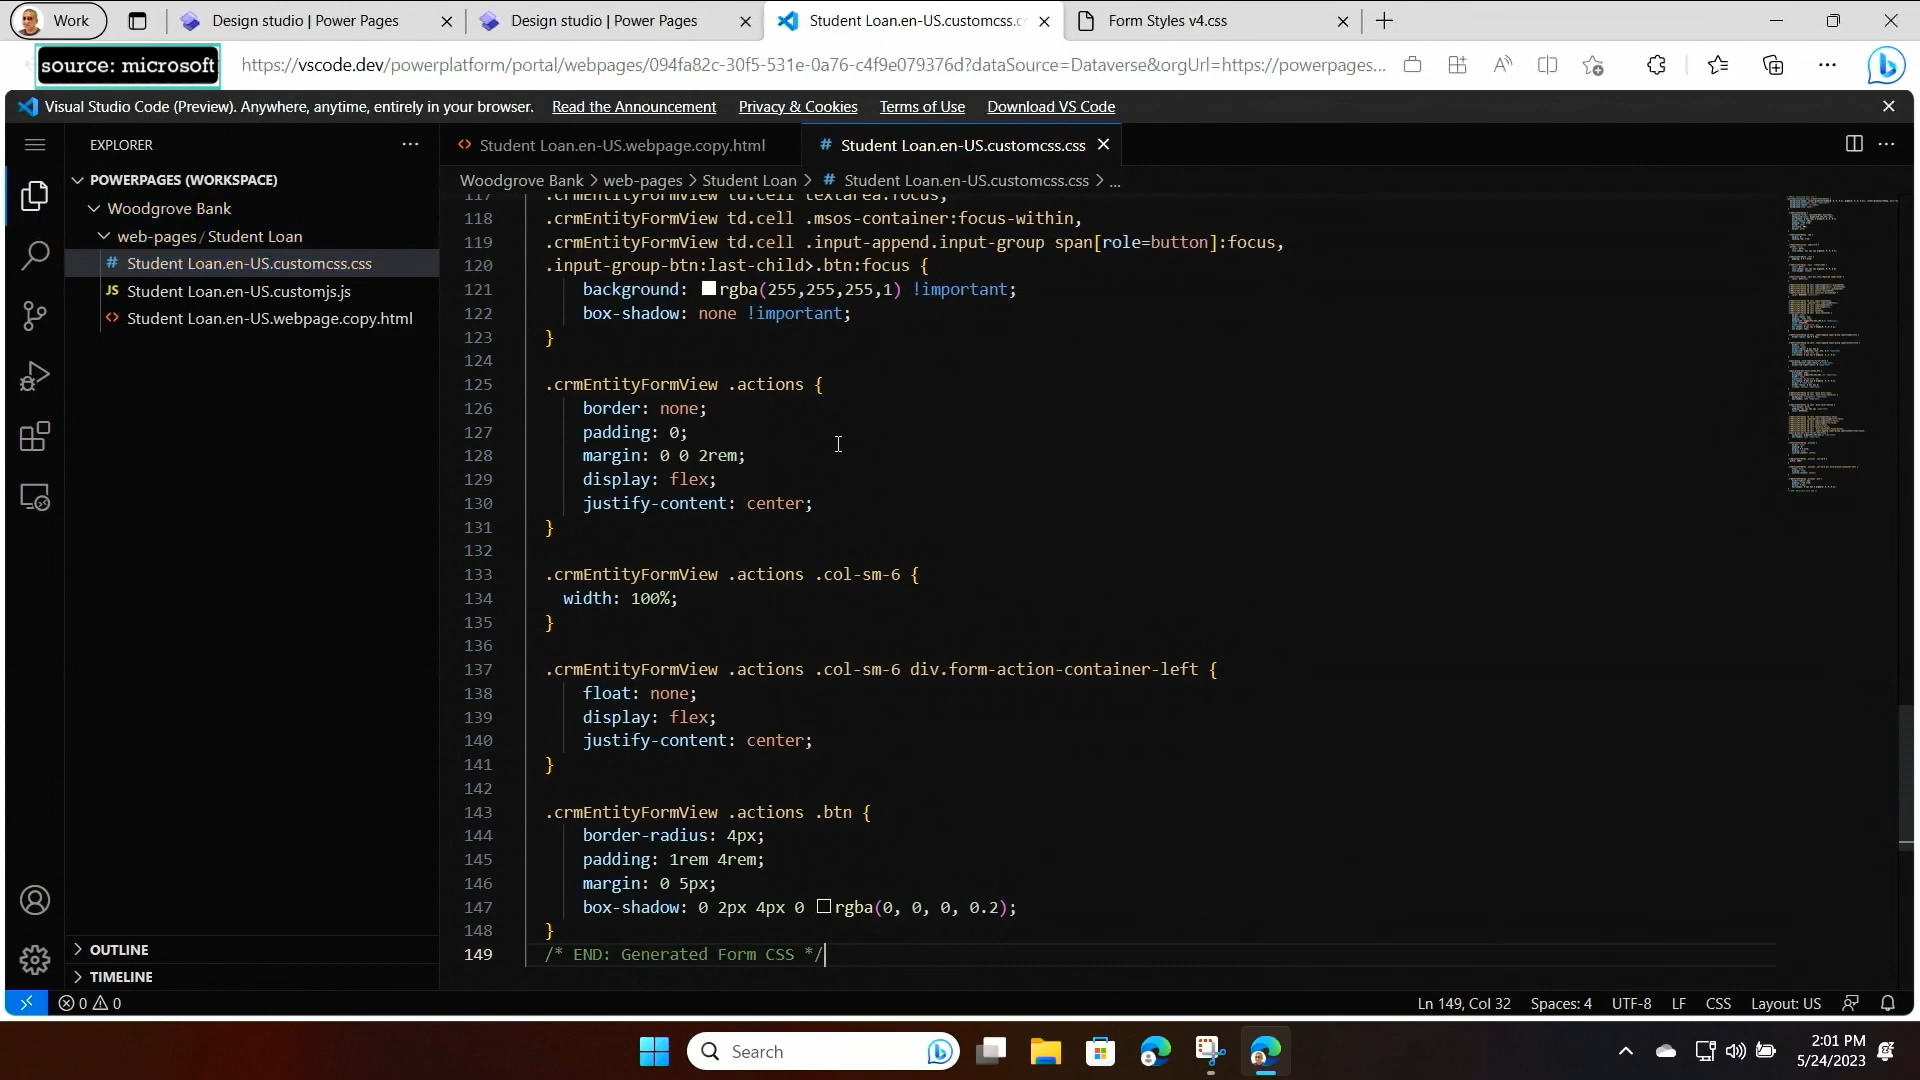 Work
Design studio | Power Pages
Design studio | Power Pages
Student Loan.en-US.customcss.c
Form Styles v4.css
source: microsoft
https://vscode.dev/powerplatform/portal/webpages/094fa82c-30f5-531e-0a76-c4f9e079376d?dataSource=Dataverse&orgUrl=https://powerpages...
Visual Studio Code (Preview). Anywhere, anytime, entirely in your browser. Read the Announcement Privacy & Cookies Terms of Use Download VS Code
EXPLORER
POWERPAGES (WORKSPACE)
Woodgrove Bank
web-pages / Student Loan
# Student Loan.en-US.customcss.css
JS Student Loan.en-US.customjs.js
<> Student Loan.en-US.webpage.copy.html
OUTLINE
TIMELINE
<> Student Loan.en-US.webpage.copy.html
# Student Loan.en-US.customcss.css
Woodgrove Bank > web-pages > Student Loan > # Student Loan.en-US.customcss.css > ...
117 .crmEntityFormView td.cell textarea:focus,
118 .crmEntityFormView td.cell .msos-container:focus-within,
119 .crmEntityFormView td.cell .input-append.input-group span[role=button]:focus,
120 .input-group-btn:last-child>.btn:focus {
121 background: rgba(255,255,255,1) !important;
122 box-shadow: none !important;
123 }
124
125 .crmEntityFormView .actions {
126 border: none;
127 padding: 0;
128 margin: 0 0 2rem;
129 display: flex;
130 justify-content: center;
131 }
132
133 .crmEntityFormView .actions .col-sm-6 {
134 width: 100%;
135 }
136
137 .crmEntityFormView .actions .col-sm-6 div.form-action-container-left {
138 float: none;
139 display: flex;
140 justify-content: center;
141 }
142
143 .crmEntityFormView .actions .btn {
144 border-radius: 4px;
145 padding: 1rem 4rem;
146 margin: 0 5px;
147 box-shadow: 0 2px 4px 0 rgba(0, 0, 0, 0.2);
148 }
149 /* END: Generated Form CSS */
0 0
Ln 149, Col 32 Spaces: 4 UTF-8 LF CSS Layout: US
Search
2:01 PM
5/24/2023